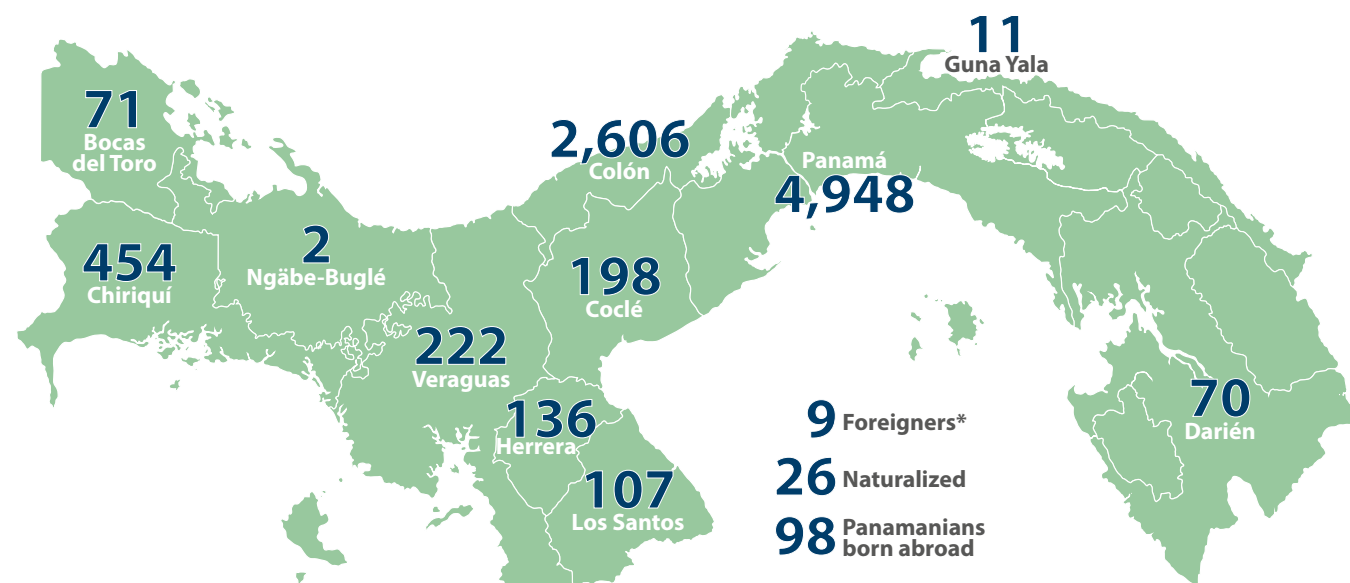 11
Guna Yala
71
Bocas
del Toro
2,606
Colón
Panamá
4,948
2
Ngäbe-Buglé
454
Chiriquí
198
Coclé
222
Veraguas
136
Herrera
107
Los Santos
70
Darién
9 Foreigners*
26 Naturalized
98 Panamanians
born abroad